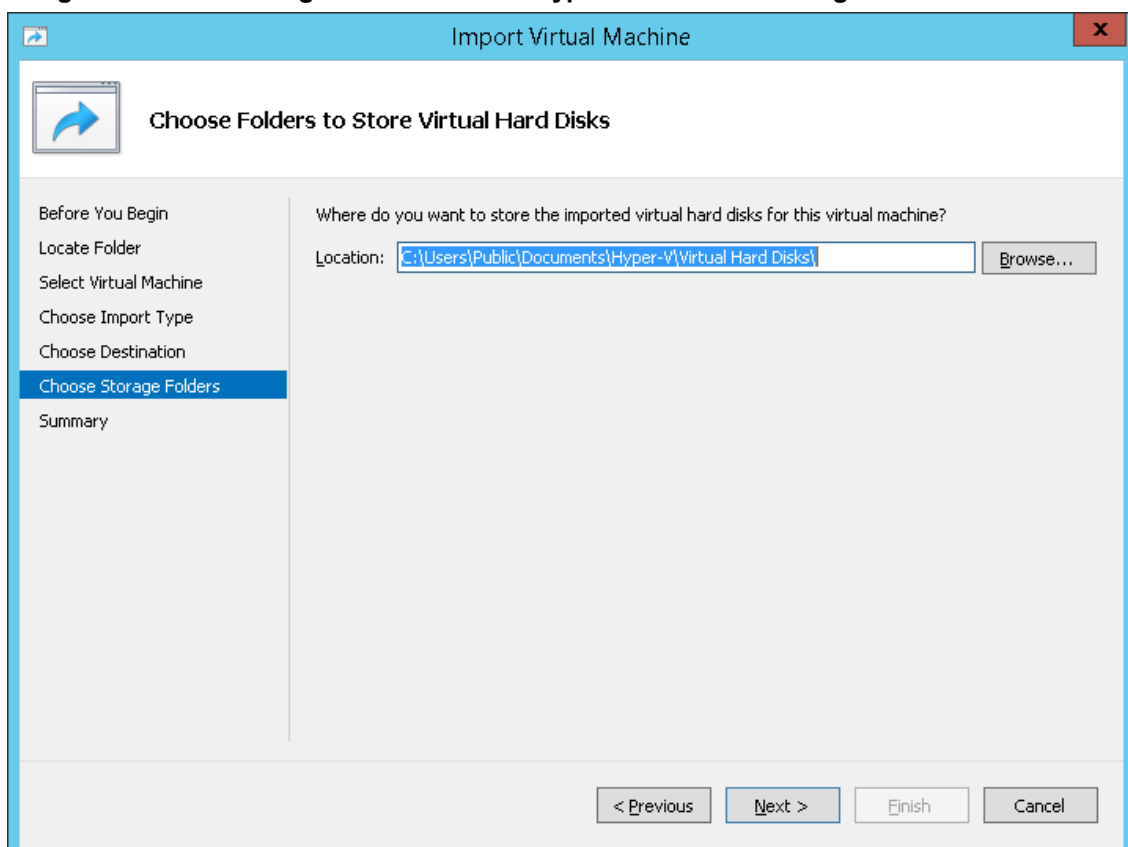 Import Virtual Machine
x
Choose Folders to Store Virtual Hard Disks
Before You Begin
Locate Folder
Select Virtual Machine
Choose Import Type
Choose Destination
Choose Storage Folders
Summary
Where do you want to store the imported virtual hard disks for this virtual machine?
Location: C:\Users\Public\Documents\Hyper-V\Virtual Hard Disks\ Browse...
< Previous Next > Finish Cancel